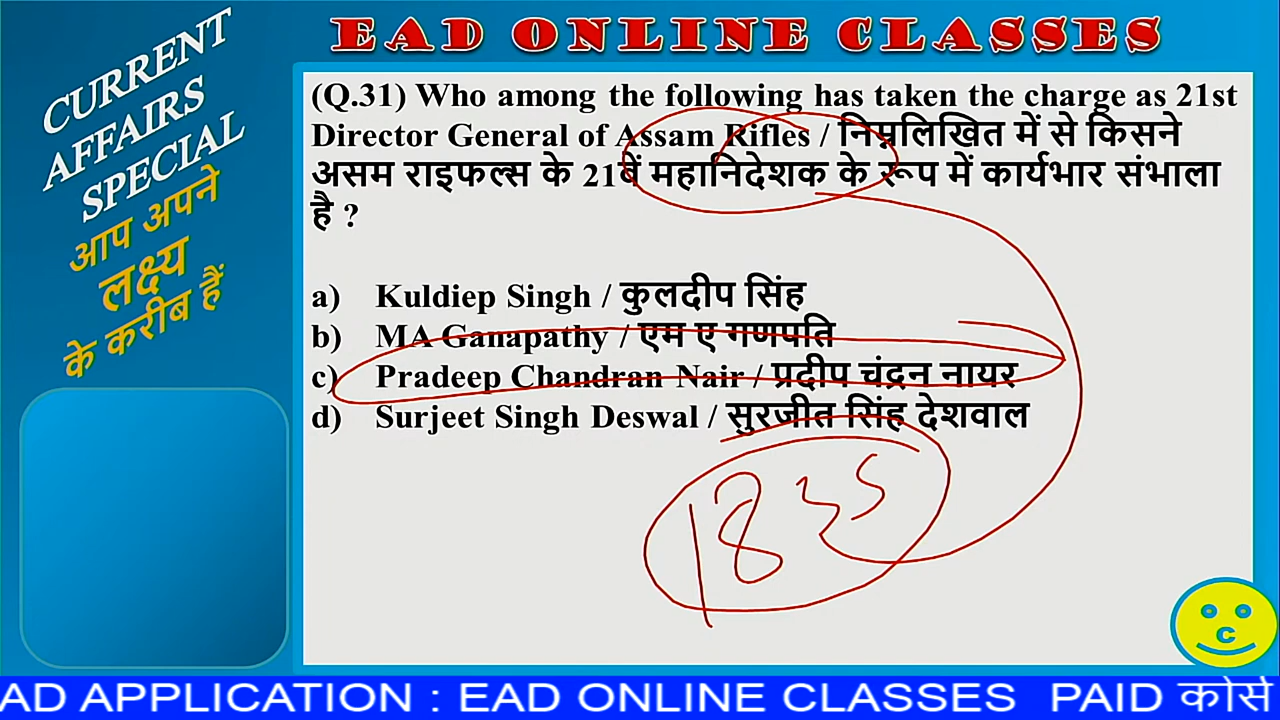 EAD ONLINE CLASSES
CURRENT
AFFAIRS
SPECIAL
आप अपने
लक्ष्य
के करीब हैं
(Q.31) Who among the following has taken the charge as 21st
Director General of Assam Rifles / निम्नलिखित में से किसने
असम राइफल्स के 21वें महानिदेशक के रूप में कार्यभार संभाला
है ?
a) Kuldiep Singh / कुलदीप सिंह
b) MA Ganapathy / एम ए गणपति
c) Pradeep Chandran Nair / प्रदीप चंद्रन नायर
d) Surjeet Singh Deswal / सुरजीत सिंह देशवाल
1835
C
AD APPLICATION : EAD ONLINE CLASSES PAID कोर्स